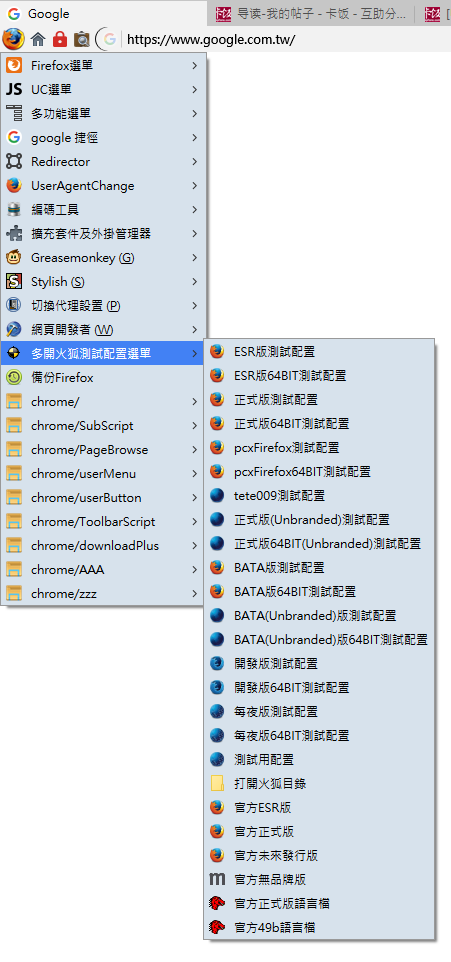 Google
导读-我的帖子 - 卡饭 - 互助分...
[
https://www.google.com.tw/
Firefox選單
UC選單
多功能選單
google 捷徑
Redirector
UserAgentChange
編碼工具
擴充套件及外掛管理器
Greasemonkey (G)
Stylish (S)
切換代理設置 (P)
網頁開發者 (W)
多開火狐測試配置選單
備份Firefox
chrome/
chrome/SubScript
chrome/PageBrowse
chrome/userMenu
chrome/userButton
chrome/ToolbarScript
chrome/downloadPlus
chrome/AAA
chrome/zzz
ESR版測試配置
ESR版64BIT測試配置
正式版測試配置
正式版64BIT測試配置
pcxFirefox測試配置
pcxFirefox64BIT測試配置
tete009測試配置
正式版(Unbranded)測試配置
正式版64BIT(Unbranded)測試配置
BATA版測試配置
BATA版64BIT測試配置
BATA(Unbranded)版測試配置
BATA(Unbranded)版64BIT測試配置
開發版測試配置
開發版64BIT測試配置
每夜版測試配置
每夜版64BIT測試配置
測試用配置
打開火狐目錄
官方ESR版
官方正式版
官方未來發行版
官方無品牌版
官方正式版語言檔
官方49b語言檔